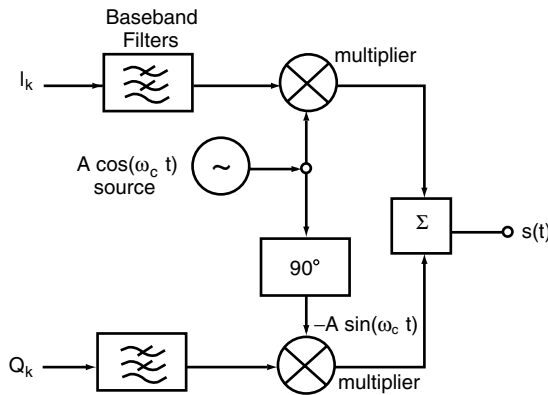 Baseband
Filters
multiplier
I_k
A cos(ω_c t)
source
~
Σ
s(t)
90°
–A sin(ω_c t)
Q_k
multiplier